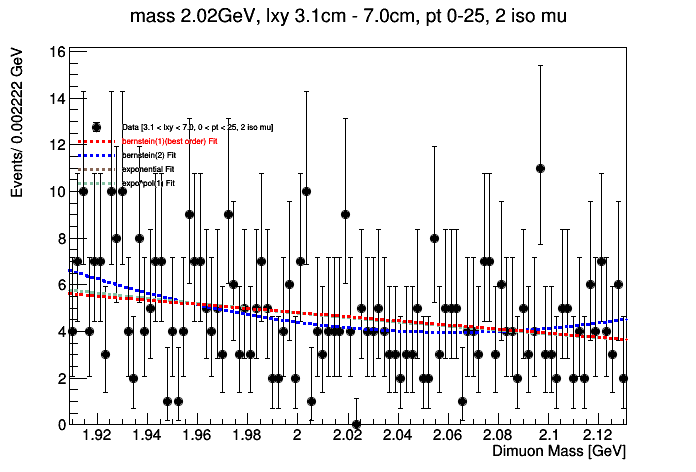 mass 2.02GeV, lxy 3.1cm - 7.0cm, pt 0-25, 2 iso mu
Events/ 0.002222 GeV
16
14
12
10
8
6
4
2
0
Data [3.1 < lxy < 7.0, 0 < pt < 25, 2 iso mu]
bernstein(1)(best order) Fit
bernstein(2) Fit
exponential Fit
expo*pol(1) Fit
1.92 1.94 1.96 1.98 2 2.02 2.04 2.06 2.08 2.1 2.12
Dimuon Mass [GeV]